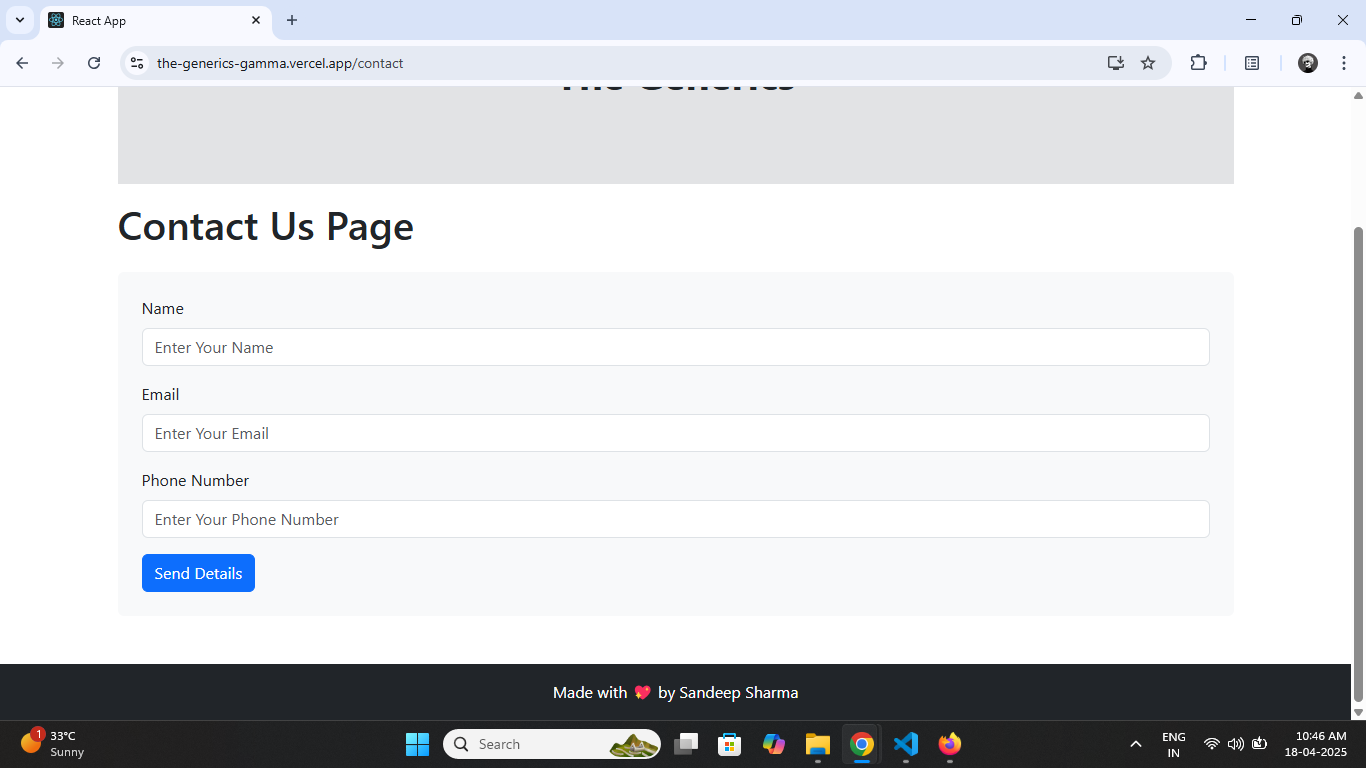 React App
the-generics-gamma.vercel.app/contact
The Generics
Contact Us Page
Name
Enter Your Name
Email
Enter Your Email
Phone Number
Enter Your Phone Number
Send Details
Made with 💖 by Sandeep Sharma
1
33°C
Sunny
Search
ENG
IN
10:46 AM
18-04-2025